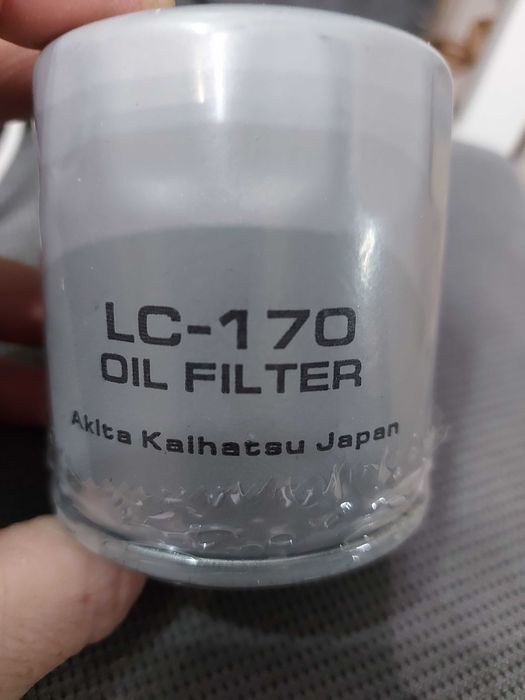 LC-170
OIL FILTER
Akita Kaihatsu Japan